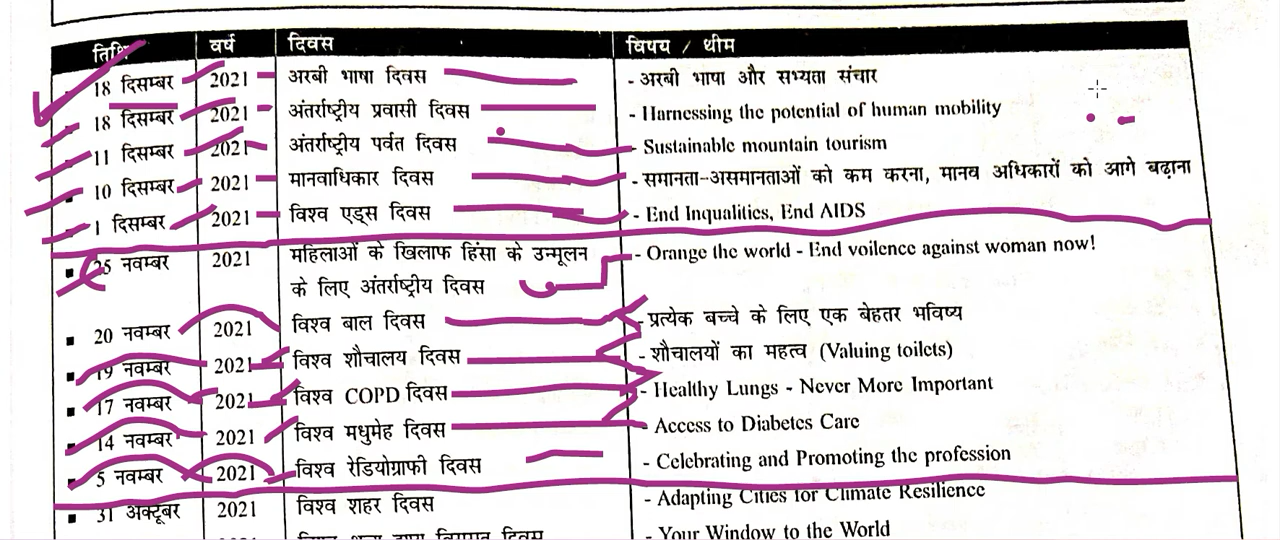 तिथि वर्ष दिवस विषय / थीम
18 दिसम्बर 2021 अरबी भाषा दिवस - अरबी भाषा और सभ्यता संचार
18 दिसम्बर 2021 अंतर्राष्ट्रीय प्रवासी दिवस - Harnessing the potential of human mobility
11 दिसम्बर 2021 अंतर्राष्ट्रीय पर्वत दिवस - Sustainable mountain tourism
10 दिसम्बर 2021 मानवाधिकार दिवस - समानता-असमानताओं को कम करना, मानव अधिकारों को आगे बढ़ाना
1 दिसम्बर 2021 विश्व एड्स दिवस - End Inqualities, End AIDS
▪ 25 नवम्बर 2021 महिलाओं के खिलाफ हिंसा के उन्मूलन - Orange the world - End voilence against woman now!
के लिए अंतर्राष्ट्रीय दिवस
▪ 20 नवम्बर 2021 विश्व बाल दिवस - प्रत्येक बच्चे के लिए एक बेहतर भविष्य
▪ 19 नवम्बर 2021 विश्व शौचालय दिवस - शौचालयों का महत्व (Valuing toilets)
▪ 17 नवम्बर 2021 विश्व COPD दिवस - Healthy Lungs - Never More Important
▪ 14 नवम्बर 2021 विश्व मधुमेह दिवस - Access to Diabetes Care
▪ 5 नवम्बर 2021 विश्व रेडियोग्राफी दिवस - Celebrating and Promoting the profession
▪ 31 अक्टूबर 2021 विश्व शहर दिवस - Adapting Cities for Climate Resilience
- Your Window to the World